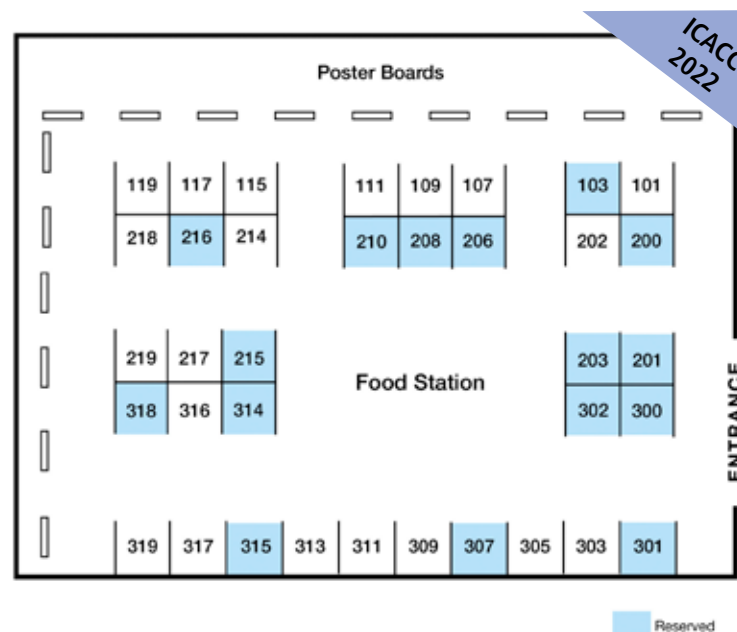 ICACC
2022
Poster Boards
119 117 115 111 109 107 103 101
218 216 214 210 208 206 202 200
219 217 215 203 201
Food Station
318 316 314 302 300
ENTRANCE
319 317 315 313 311 309 307 305 303 301
Reserved